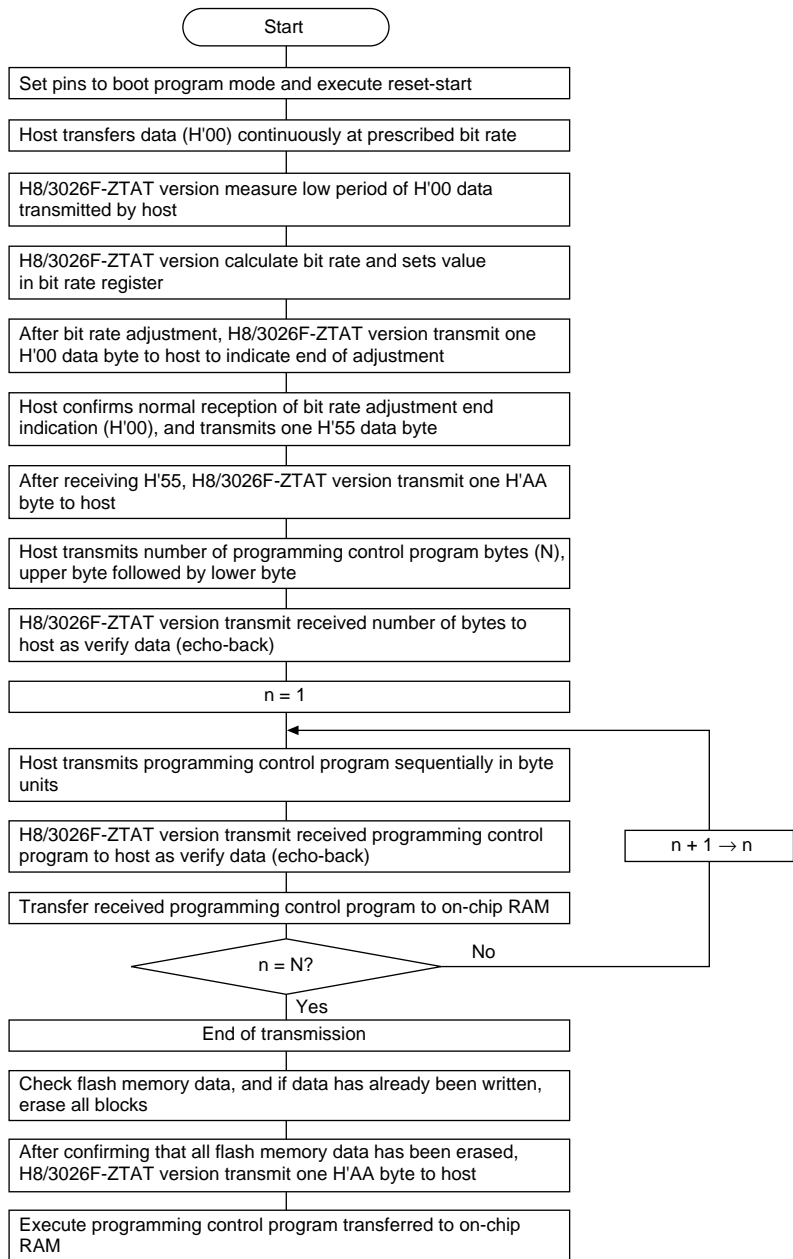 Start
Set pins to boot program mode and execute reset-start
Host transfers data (H'00) continuously at prescribed bit rate
H8/3026F-ZTAT version measure low period of H'00 data
transmitted by host
H8/3026F-ZTAT version calculate bit rate and sets value
in bit rate register
After bit rate adjustment, H8/3026F-ZTAT version transmit one
H'00 data byte to host to indicate end of adjustment
Host confirms normal reception of bit rate adjustment end
indication (H'00), and transmits one H'55 data byte
After receiving H'55, H8/3026F-ZTAT version transmit one H'AA
byte to host
Host transmits number of programming control program bytes (N),
upper byte followed by lower byte
H8/3026F-ZTAT version transmit received number of bytes to
host as verify data (echo-back)
n = 1
Host transmits programming control program sequentially in byte
units
H8/3026F-ZTAT version transmit received programming control
program to host as verify data (echo-back)
n + 1 → n
Transfer received programming control program to on-chip RAM
n = N?
No
Yes
End of transmission
Check flash memory data, and if data has already been written,
erase all blocks
After confirming that all flash memory data has been erased,
H8/3026F-ZTAT version transmit one H'AA byte to host
Execute programming control program transferred to on-chip
RAM